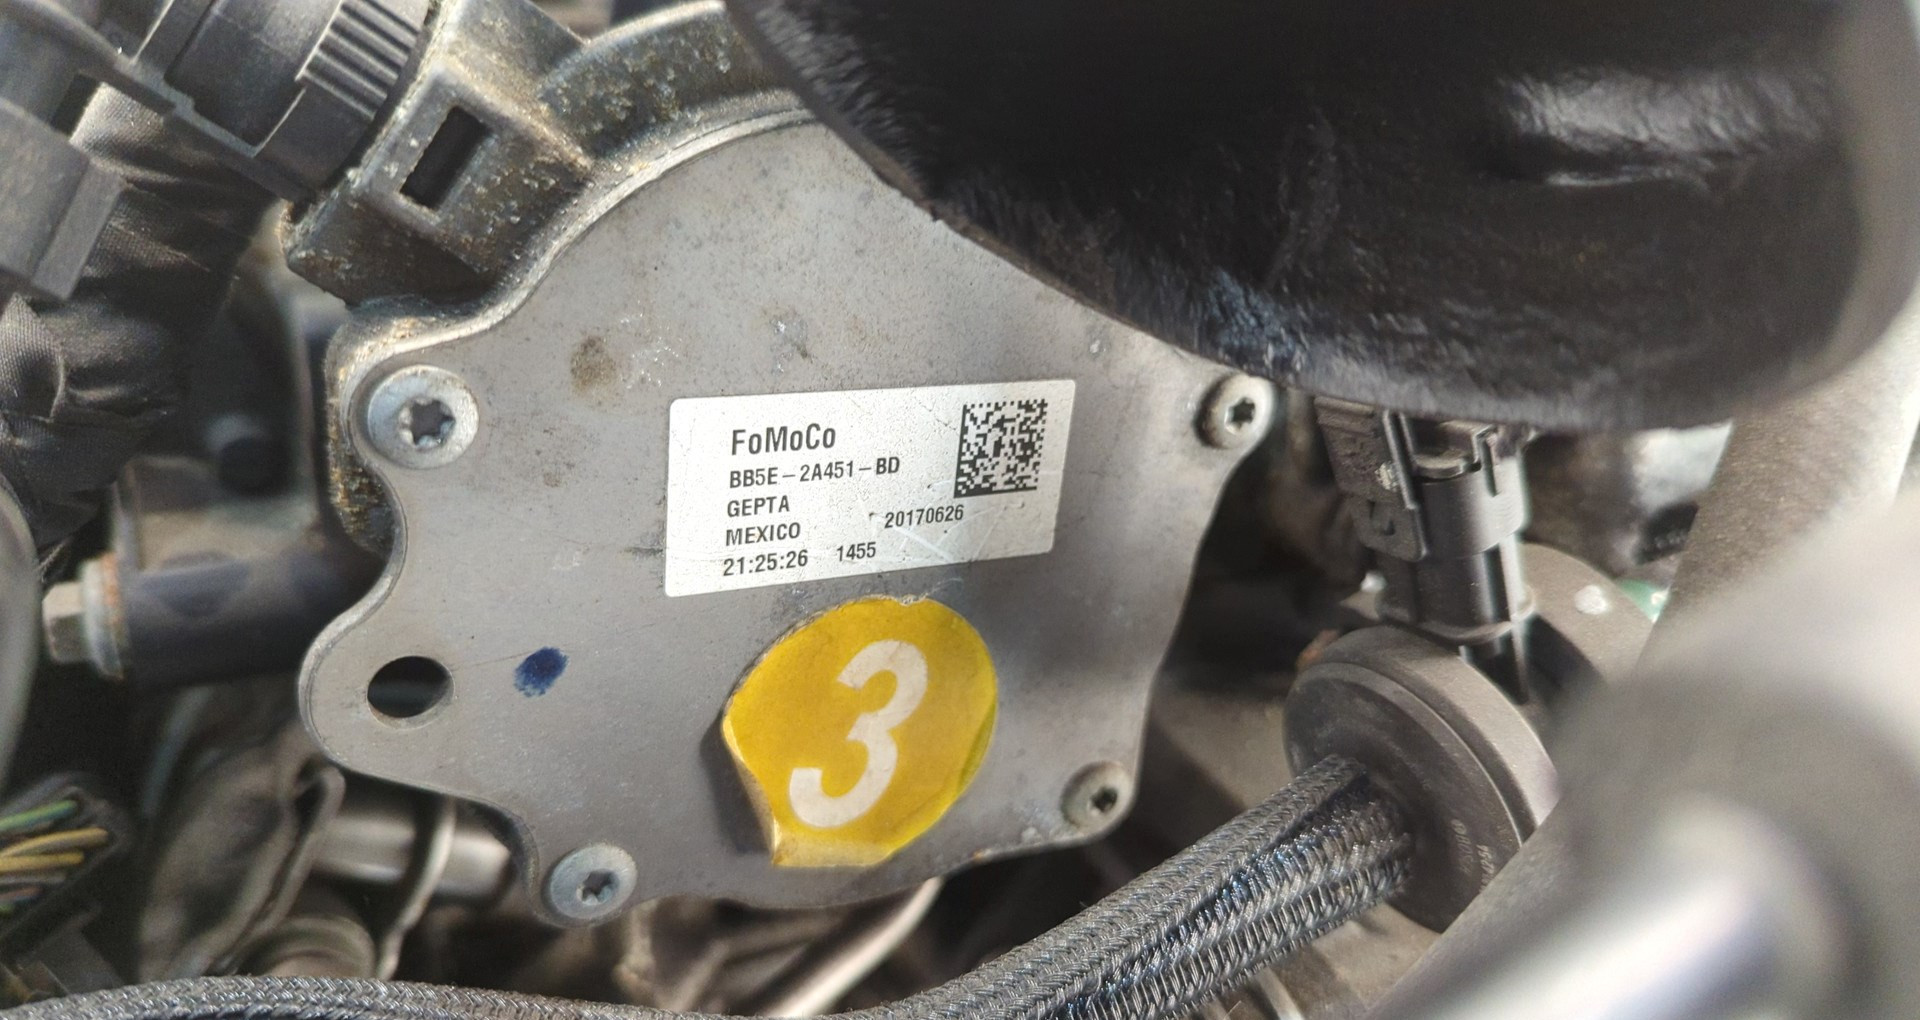 FoMoCo
BB5E-2A451-BD
GEPTA
MEXICO 20170626
21:25:26 1455
3